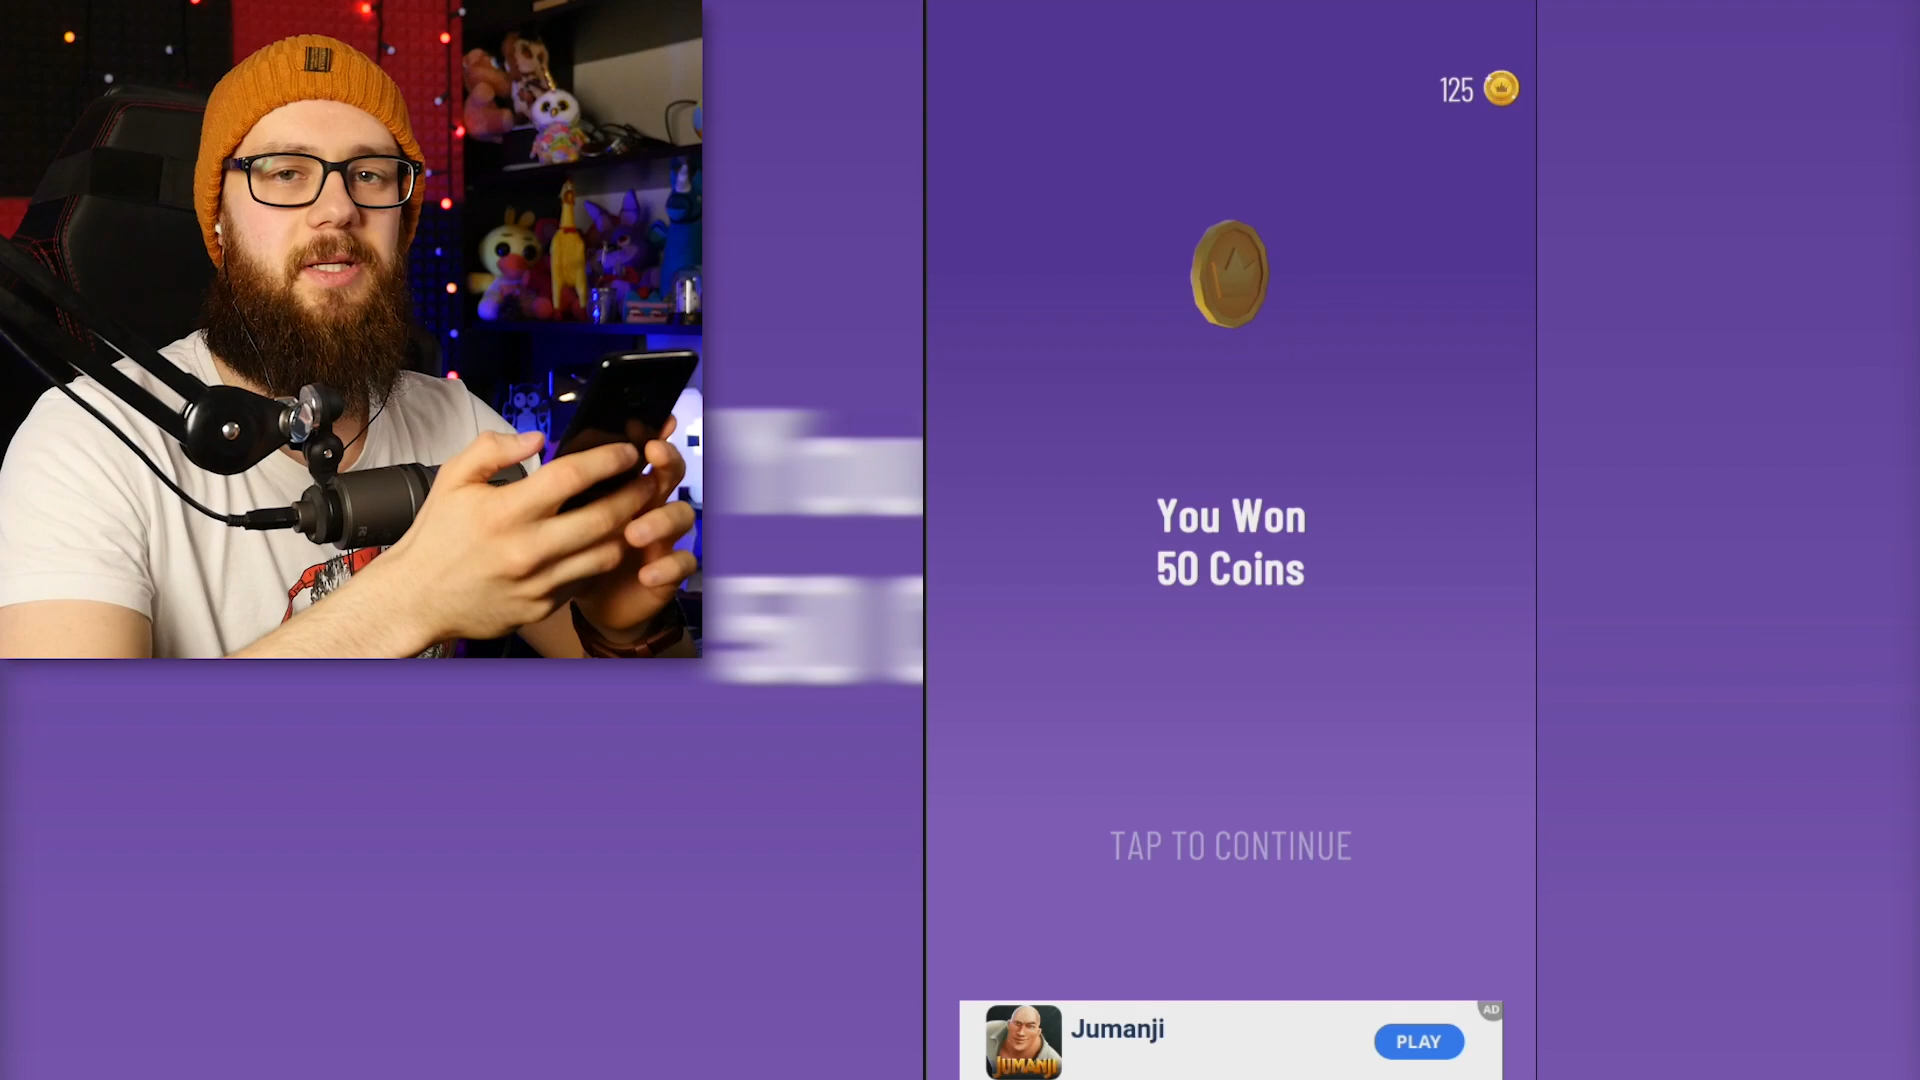 125
You Won
50 Coins
TAP TO CONTINUE
AD
Jumanji
PLAY
JUMANJI